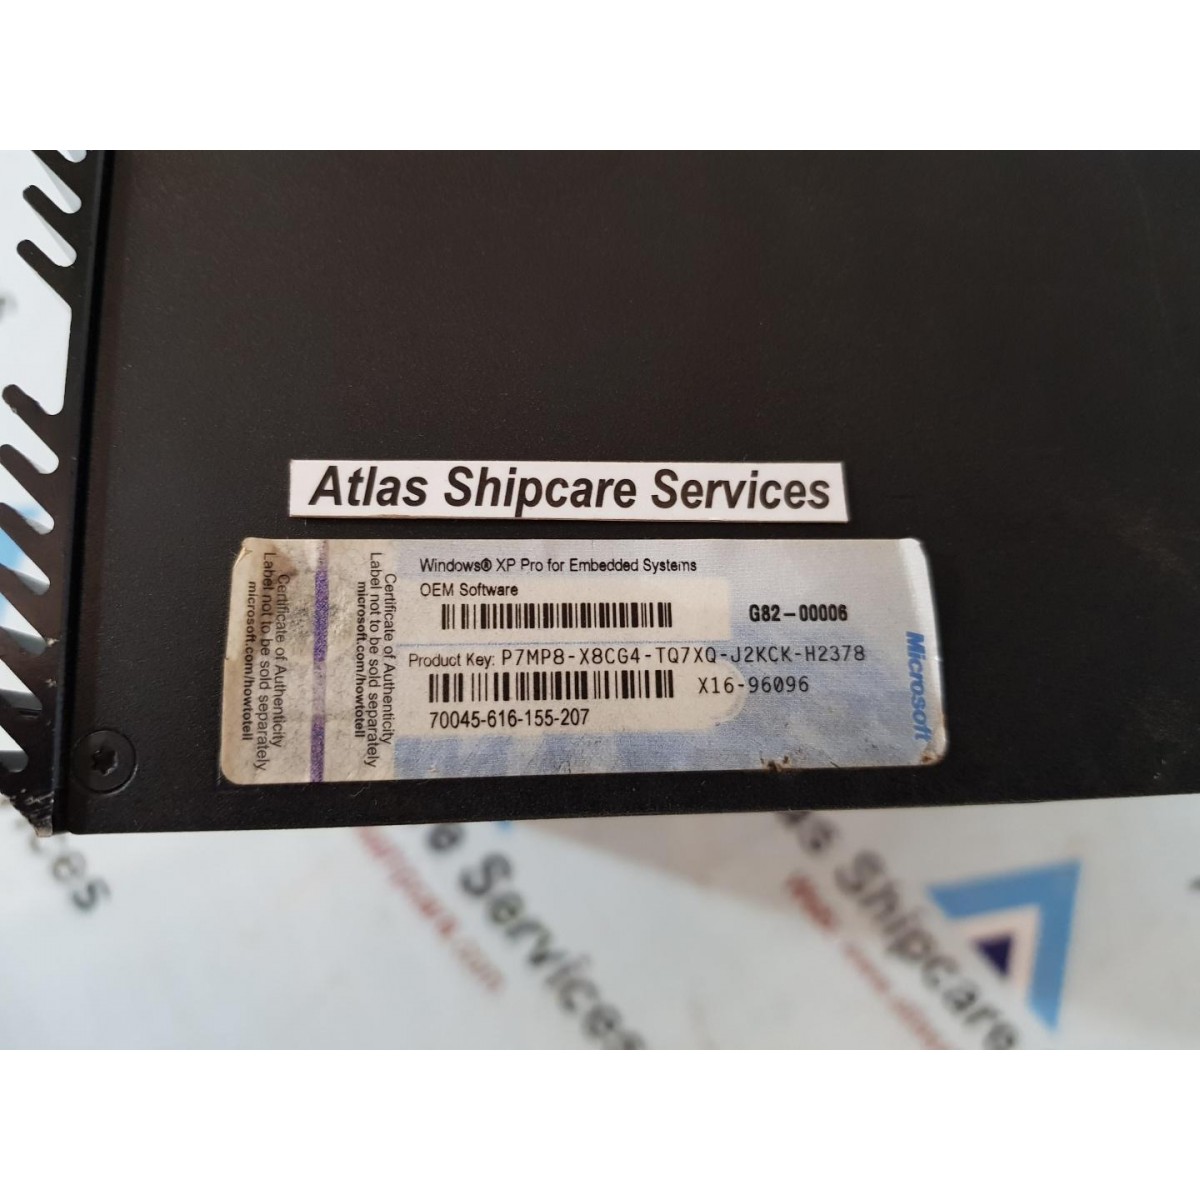 Atlas Shipcare Services
Certificate of Authenticity
Label not to be sold separately
microsoft.com/howtotell
Certificate of Authenticity
Label not to be sold separately
microsoft.com/howtotell
Windows® XP Pro for Embedded Systems
OEM Software
G82-00006
Product Key: P7MP8-X8CG4-TQ7XQ-J2KCK-H2378
X16-96096
70045-616-155-207
Microsoft
Services
Shipcare